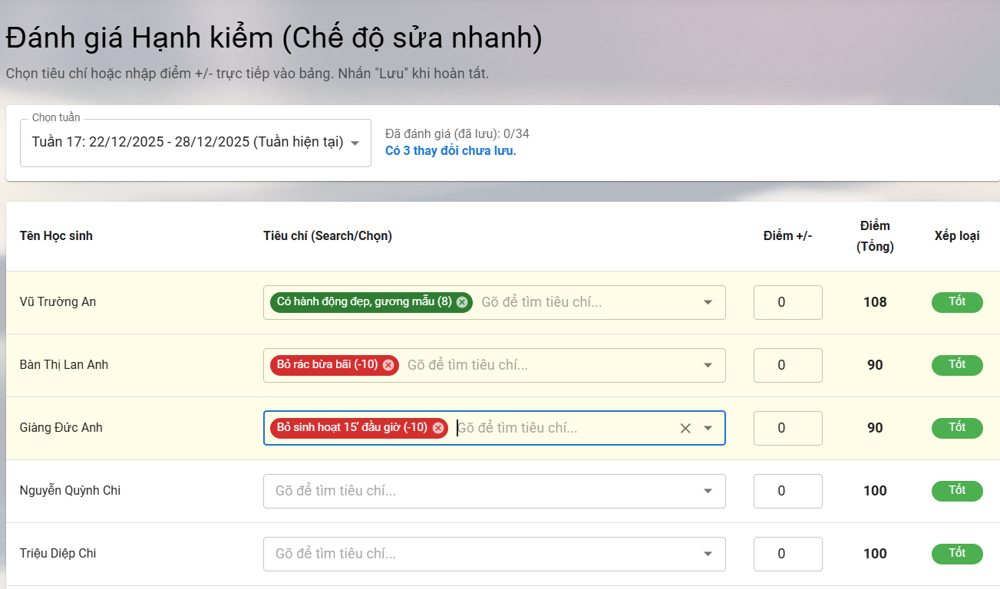 Đánh giá Hạnh kiểm (Chế độ sửa nhanh)
Chọn tiêu chí hoặc nhập điểm +/- trực tiếp vào bảng. Nhấn "Lưu" khi hoàn tất.
Chọn tuần
Tuần 17: 22/12/2025 - 28/12/2025 (Tuần hiện tại)
Đã đánh giá (đã lưu): 0/34
Có 3 thay đổi chưa lưu.
Tên Học sinh Tiêu chí (Search/Chọn) Điểm +/- Điểm (Tổng) Xếp loại
Vũ Trường An Có hành động đẹp, gương mẫu (8) Gõ để tìm tiêu chí... 0 108 Tốt
Bàn Thị Lan Anh Bỏ rác bừa bãi (-10) Gõ để tìm tiêu chí... 0 90 Tốt
Giàng Đức Anh Bỏ sinh hoạt 15' đầu giờ (-10) Gõ để tìm tiêu chí... 0 90 Tốt
Nguyễn Quỳnh Chi Gõ để tìm tiêu chí... 0 100 Tốt
Triệu Diệp Chi Gõ để tìm tiêu chí... 0 100 Tốt